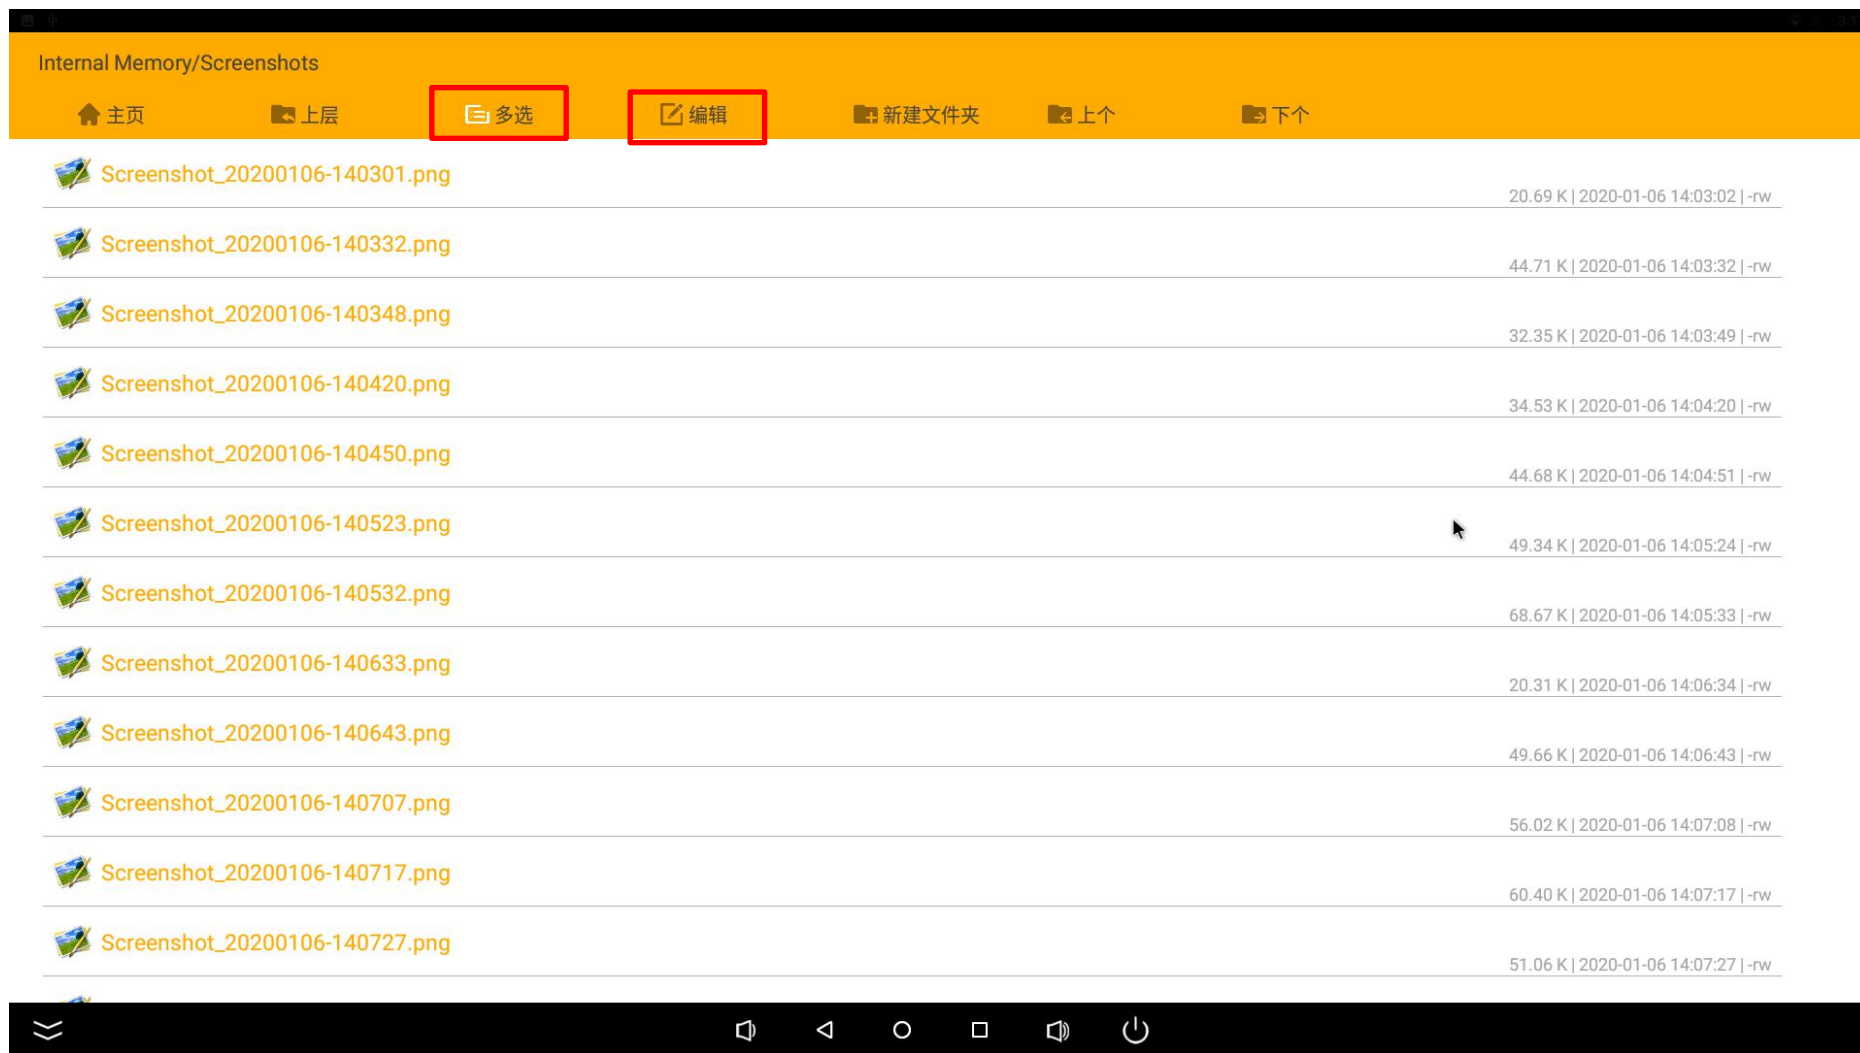 Internal Memory/Screenshots
主页 上层 多选 编辑 新建文件夹 上个 下个
Screenshot_20200106-140301.png
20.69 K | 2020-01-06 14:03:02 | -rw
Screenshot_20200106-140332.png
44.71 K | 2020-01-06 14:03:32 | -rw
Screenshot_20200106-140348.png
32.35 K | 2020-01-06 14:03:49 | -rw
Screenshot_20200106-140420.png
34.53 K | 2020-01-06 14:04:20 | -rw
Screenshot_20200106-140450.png
44.68 K | 2020-01-06 14:04:51 | -rw
Screenshot_20200106-140523.png
49.34 K | 2020-01-06 14:05:24 | -rw
Screenshot_20200106-140532.png
68.67 K | 2020-01-06 14:05:33 | -rw
Screenshot_20200106-140633.png
20.31 K | 2020-01-06 14:06:34 | -rw
Screenshot_20200106-140643.png
49.66 K | 2020-01-06 14:06:43 | -rw
Screenshot_20200106-140707.png
56.02 K | 2020-01-06 14:07:08 | -rw
Screenshot_20200106-140717.png
60.40 K | 2020-01-06 14:07:17 | -rw
Screenshot_20200106-140727.png
51.06 K | 2020-01-06 14:07:27 | -rw